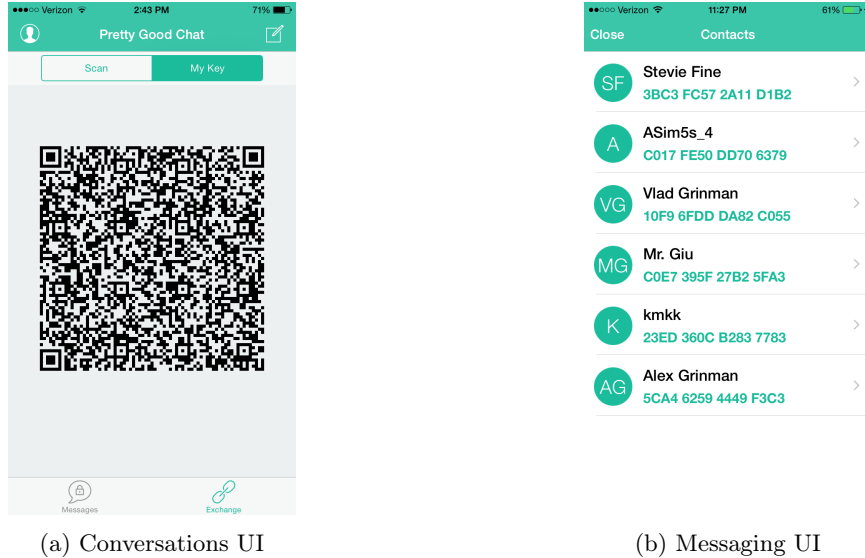 Verizon 2:43 PM 71%
Pretty Good Chat
Scan My Key
Messages Exchange
(a) Conversations UI
Verizon 11:27 PM 61%
Close Contacts
SF Stevie Fine
3BC3 FC57 2A11 D1B2
A ASim5s_4
C017 FE50 DD70 6379
VG Vlad Grinman
10F9 6FDD DA82 C055
MG Mr. Giu
C0E7 395F 27B2 5FA3
K kmkk
23ED 360C B283 7783
AG Alex Grinman
5CA4 6259 4449 F3C3
(b) Messaging UI